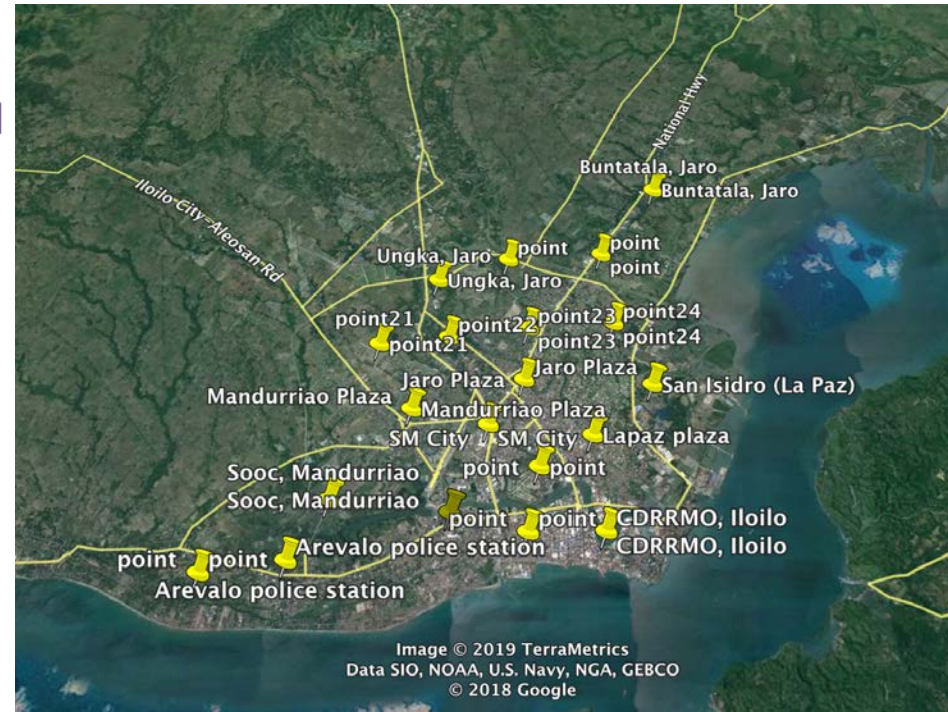 National Hwy
Buntatala, Jaro
Buntatala, Jaro
Iloilo City-Aleosan Rd
point
point
point
Ungka, Jaro
Ungka, Jaro
point21
point21
point22
point23
point23
point24
point24
Jaro Plaza
Jaro Plaza
San Isidro (La Paz)
Mandurriao Plaza
Mandurriao Plaza
SM City
SM City
Lapaz plaza
point
point
Sooc, Mandurriao
Sooc, Mandurriao
point
point
CDRRMO, Iloilo
CDRRMO, Iloilo
point
point
Arevalo police station
Arevalo police station
Image © 2019 TerraMetrics
Data SIO, NOAA, U.S. Navy, NGA, GEBCO
© 2018 Google